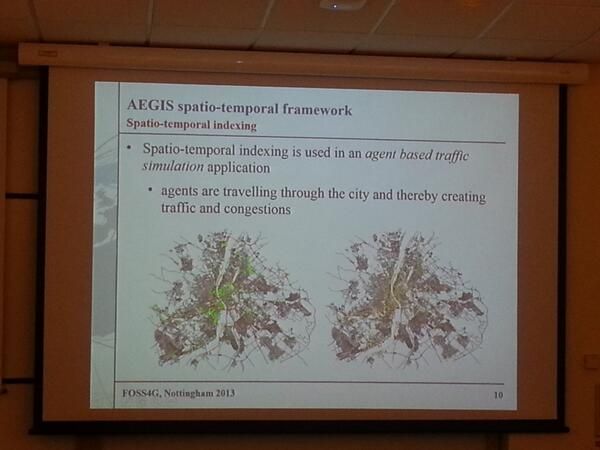 AEGIS spatio-temporal framework
Spatio-temporal indexing
• Spatio-temporal indexing is used in an agent based traffic
simulation application
• agents are travelling through the city and thereby creating
traffic and congestions
FOSS4G, Nottingham 2013
10